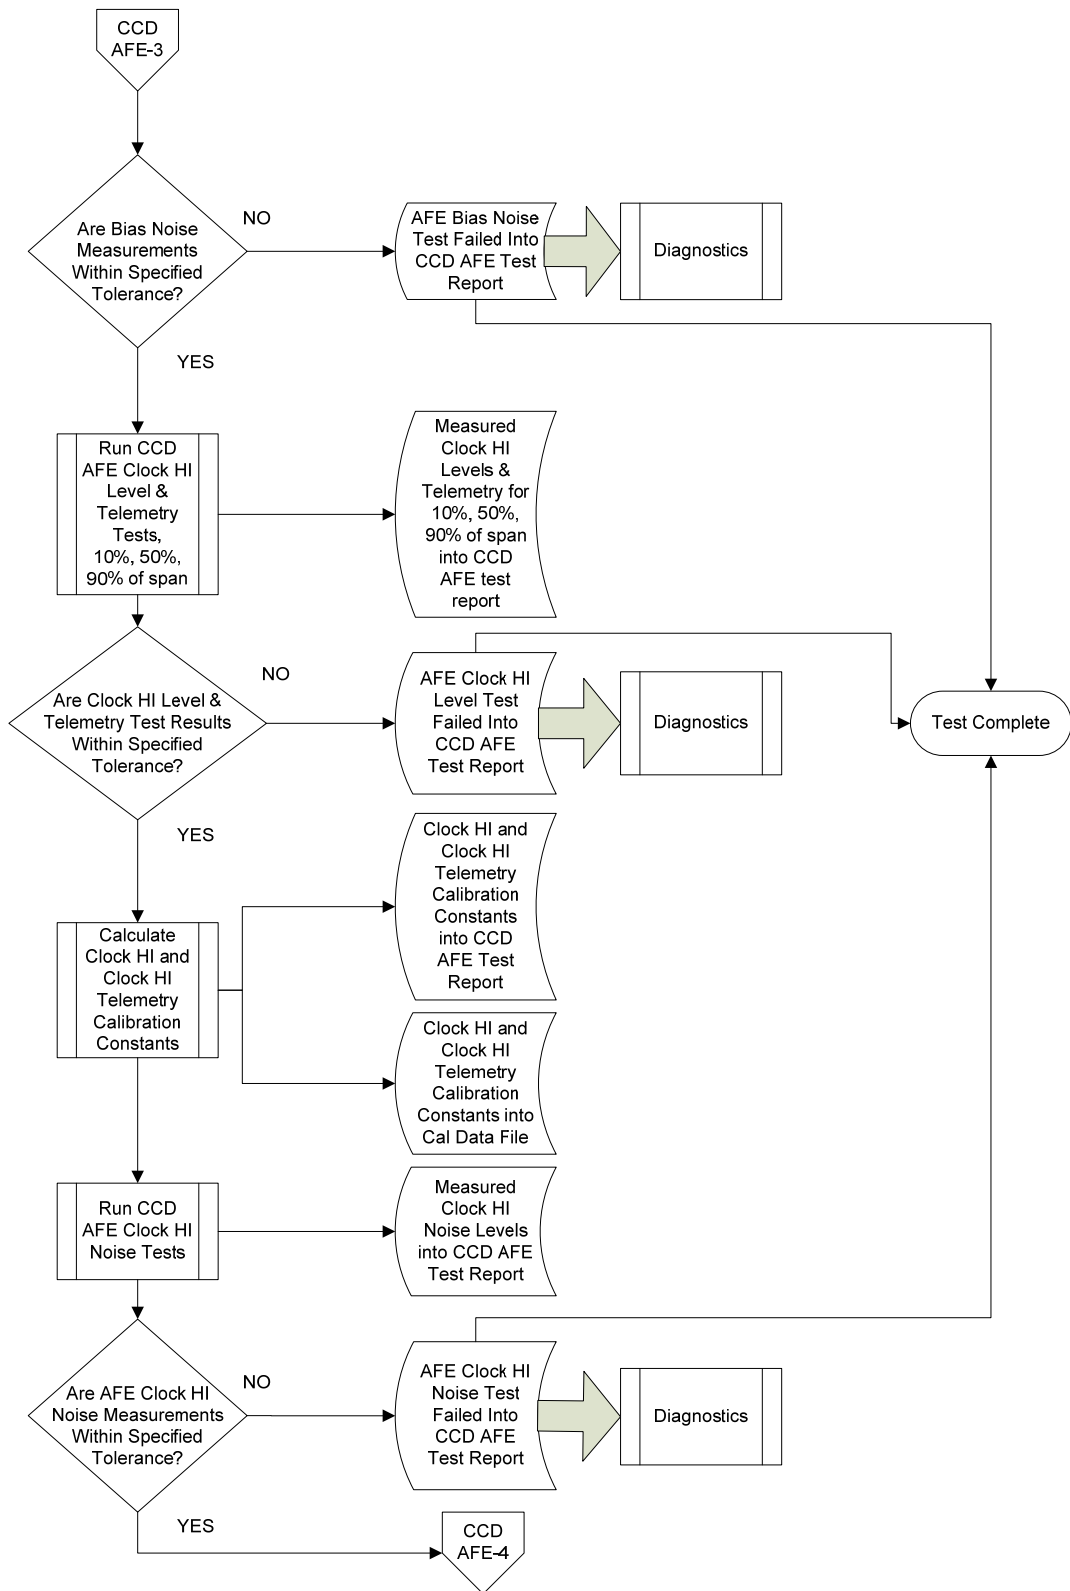 CCD
AFE-3
Are Bias Noise
Measurements
Within Specified
Tolerance?
NO
AFE Bias Noise
Test Failed Into
CCD AFE Test
Report
Diagnostics
YES
Run CCD
AFE Clock HI
Level &
Telemetry
Tests,
10%, 50%,
90% of span
Measured
Clock HI
Levels &
Telemetry for
10%, 50%,
90% of span
into CCD
AFE test
report
Are Clock HI Level &
Telemetry Test Results
Within Specified
Tolerance?
NO
AFE Clock HI
Level Test
Failed Into
CCD AFE
Test Report
Diagnostics
Test Complete
YES
Calculate
Clock HI and
Clock HI
Telemetry
Calibration
Constants
Clock HI and
Clock HI
Telemetry
Calibration
Constants
into CCD
AFE Test
Report
Clock HI and
Clock HI
Telemetry
Calibration
Constants into
Cal Data File
Run CCD
AFE Clock HI
Noise Tests
Measured
Clock HI
Noise Levels
into CCD AFE
Test Report
Are AFE Clock HI
Noise Measurements
Within Specified
Tolerance?
NO
AFE Clock HI
Noise Test
Failed Into
CCD AFE
Test Report
Diagnostics
YES
CCD
AFE-4